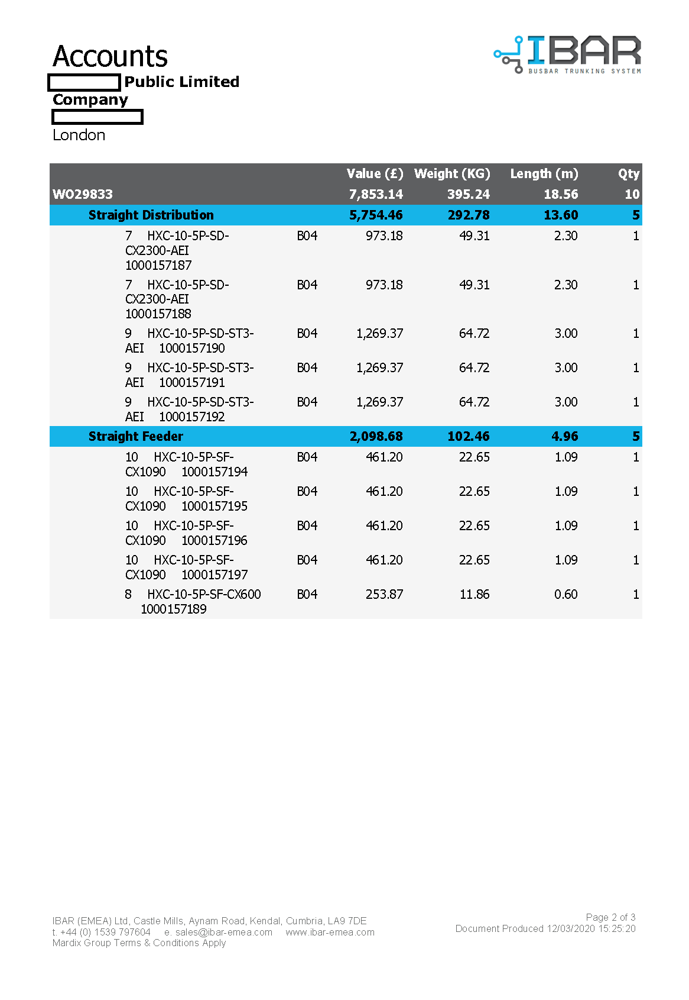 Accounts
IBAR
BUSBAR TRUNKING SYSTEM
Public Limited
Company
London
Value (£) Weight (KG) Length (m) Qty
WO29833 7,853.14 395.24 18.56 10
Straight Distribution 5,754.46 292.78 13.60 5
7 HXC-10-5P-SD- B04 973.18 49.31 2.30 1
CX2300-AEI
1000157187
7 HXC-10-5P-SD- B04 973.18 49.31 2.30 1
CX2300-AEI
1000157188
9 HXC-10-5P-SD-ST3- B04 1,269.37 64.72 3.00 1
AEI 1000157190
9 HXC-10-5P-SD-ST3- B04 1,269.37 64.72 3.00 1
AEI 1000157191
9 HXC-10-5P-SD-ST3- B04 1,269.37 64.72 3.00 1
AEI 1000157192
Straight Feeder 2,098.68 102.46 4.96 5
10 HXC-10-5P-SF- B04 461.20 22.65 1.09 1
CX1090 1000157194
10 HXC-10-5P-SF- B04 461.20 22.65 1.09 1
CX1090 1000157195
10 HXC-10-5P-SF- B04 461.20 22.65 1.09 1
CX1090 1000157196
10 HXC-10-5P-SF- B04 461.20 22.65 1.09 1
CX1090 1000157197
8 HXC-10-5P-SF-CX600 B04 253.87 11.86 0.60 1
1000157189
IBAR (EMEA) Ltd, Castle Mills, Aynam Road, Kendal, Cumbria, LA9 7DE
t. +44 (0) 1539 797604 e. sales@ibar-emea.com www.ibar-emea.com
Mardix Group Terms & Conditions Apply
Page 2 of 3
Document Produced 12/03/2020 15:25:20